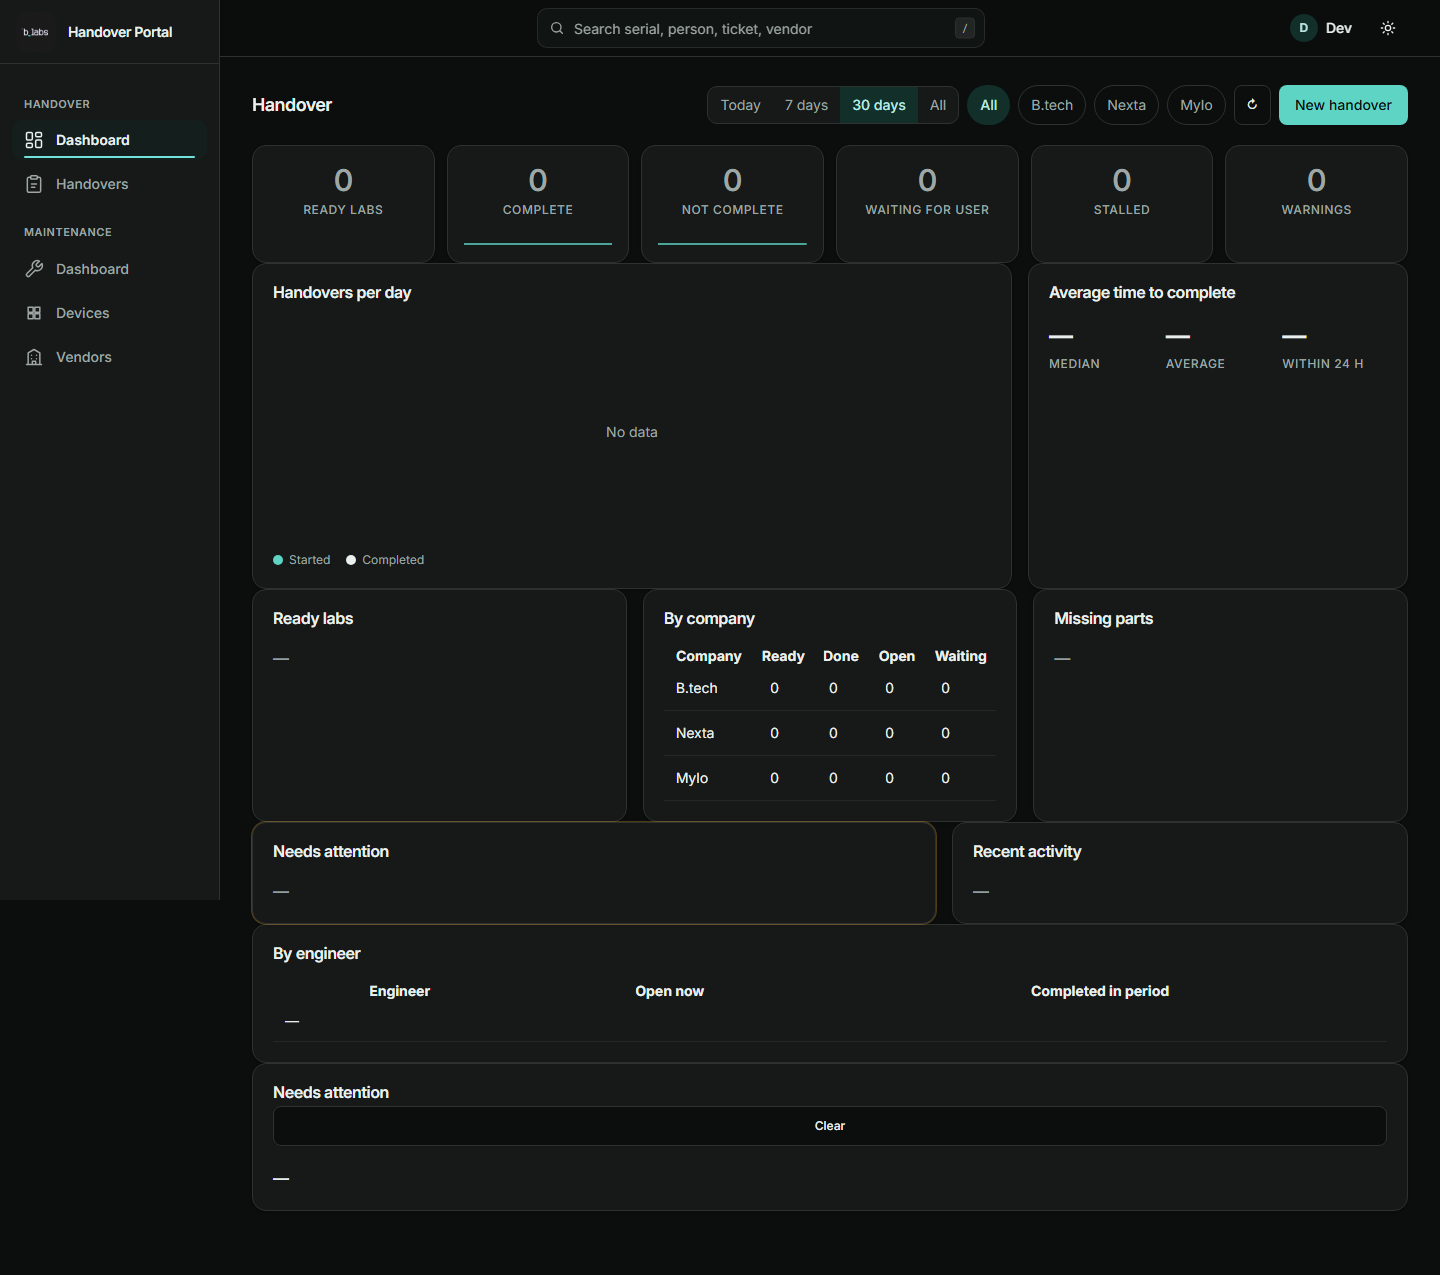 b_labs Handover Portal
Search serial, person, ticket, vendor /
D Dev
HANDOVER
Dashboard
Handovers
MAINTENANCE
Dashboard
Devices
Vendors
Handover
Today 7 days 30 days All
All B.tech Nexta Mylo
New handover
0 READY LABS
0 COMPLETE
0 NOT COMPLETE
0 WAITING FOR USER
0 STALLED
0 WARNINGS
Handovers per day
No data
Started Completed
Average time to complete
— — —
MEDIAN AVERAGE WITHIN 24 H
Ready labs
—
By company
Company Ready Done Open Waiting
B.tech 0 0 0 0
Nexta 0 0 0 0
Mylo 0 0 0 0
Missing parts
—
Needs attention
—
Recent activity
—
By engineer
Engineer Open now Completed in period
—
Needs attention
Clear
—